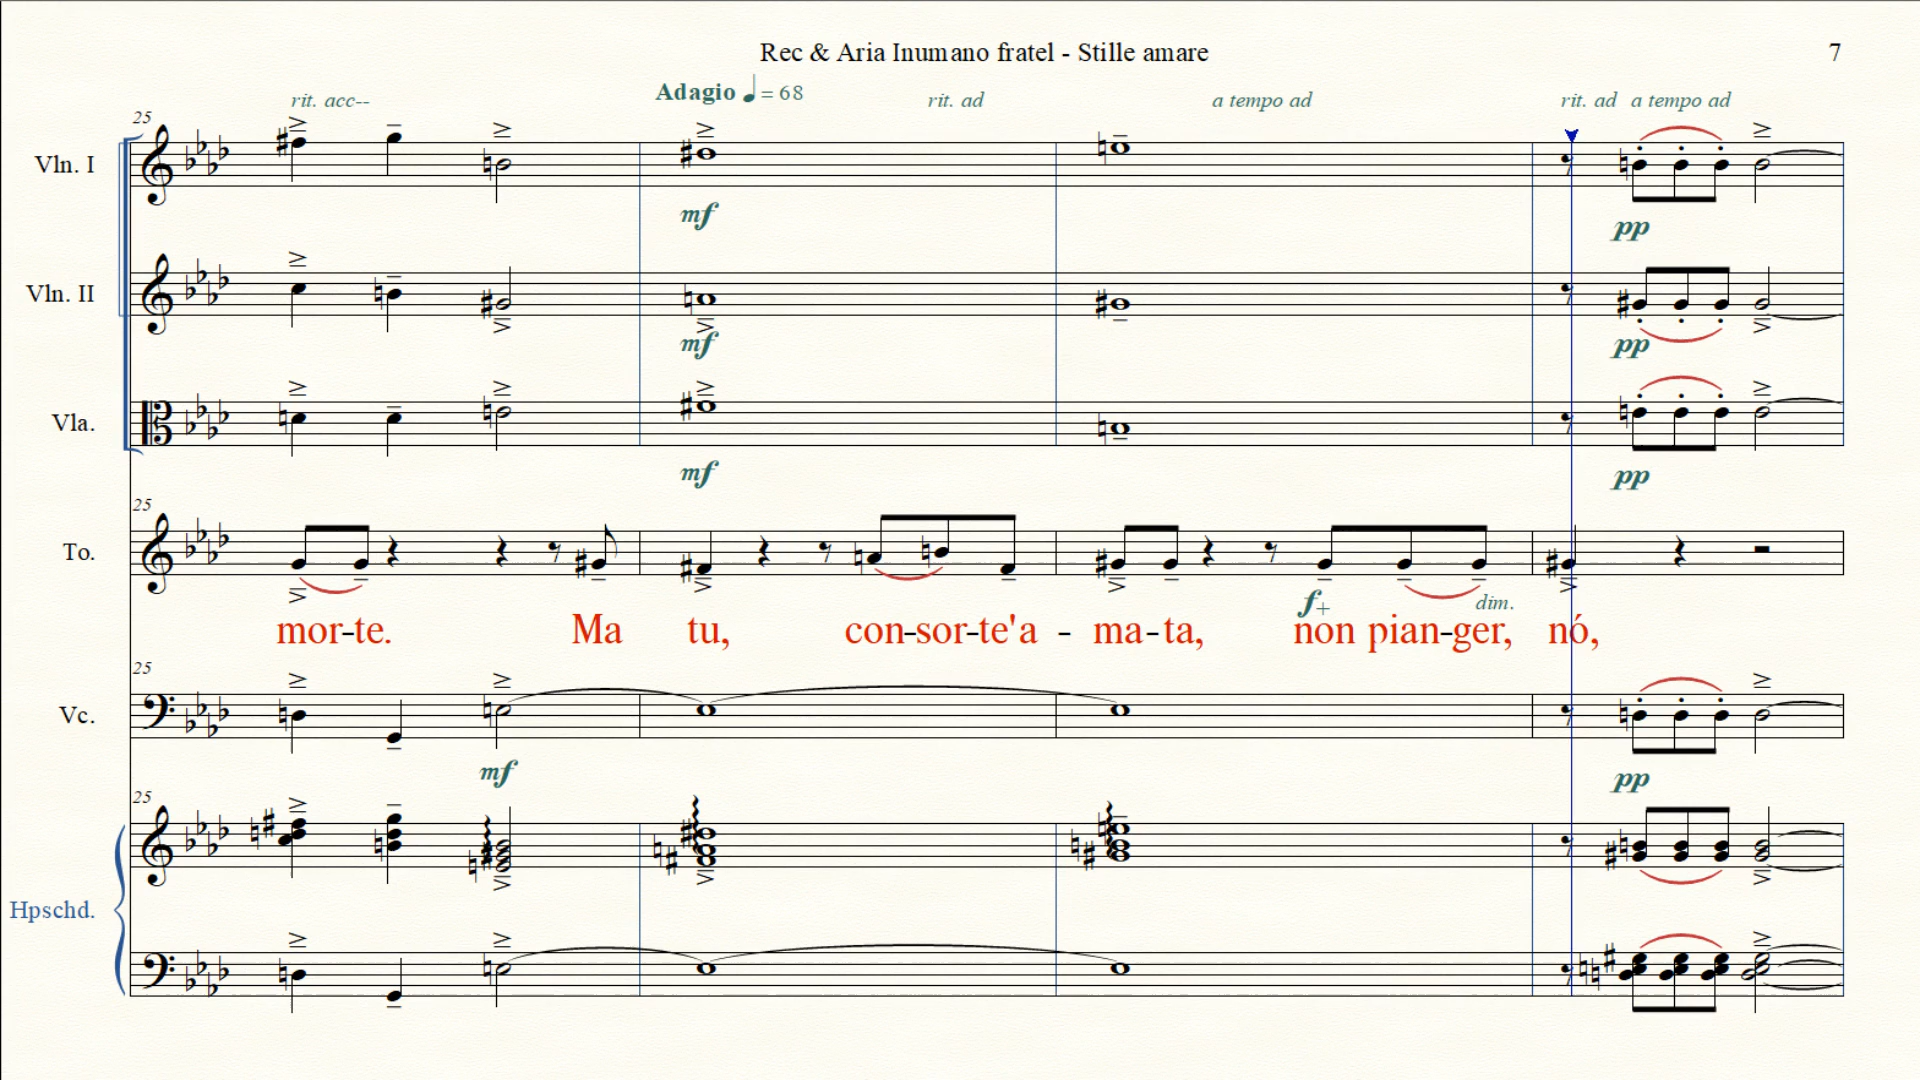 Rec & Aria Inumano fratel - Stille amare
7
rit. acc--
Adagio ♩ = 68
rit. ad
a tempo ad
rit. ad
a tempo ad
25
Vln. I
mf
pp
Vln. II
mf
pp
Vla.
mf
pp
25
To.
f+
dim.
mor-te. Ma tu, con-sor-te'a - ma-ta, non pian-ger, nó,
25
Vc.
mf
pp
25
Hpschd.